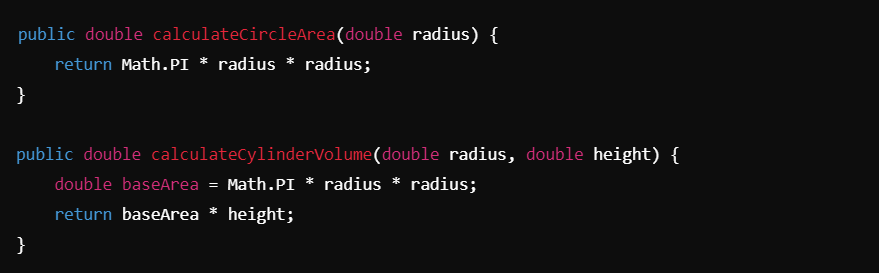 public double calculateCircleArea(double radius) {
    return Math.PI * radius * radius;
}

public double calculateCylinderVolume(double radius, double height) {
    double baseArea = Math.PI * radius * radius;
    return baseArea * height;
}